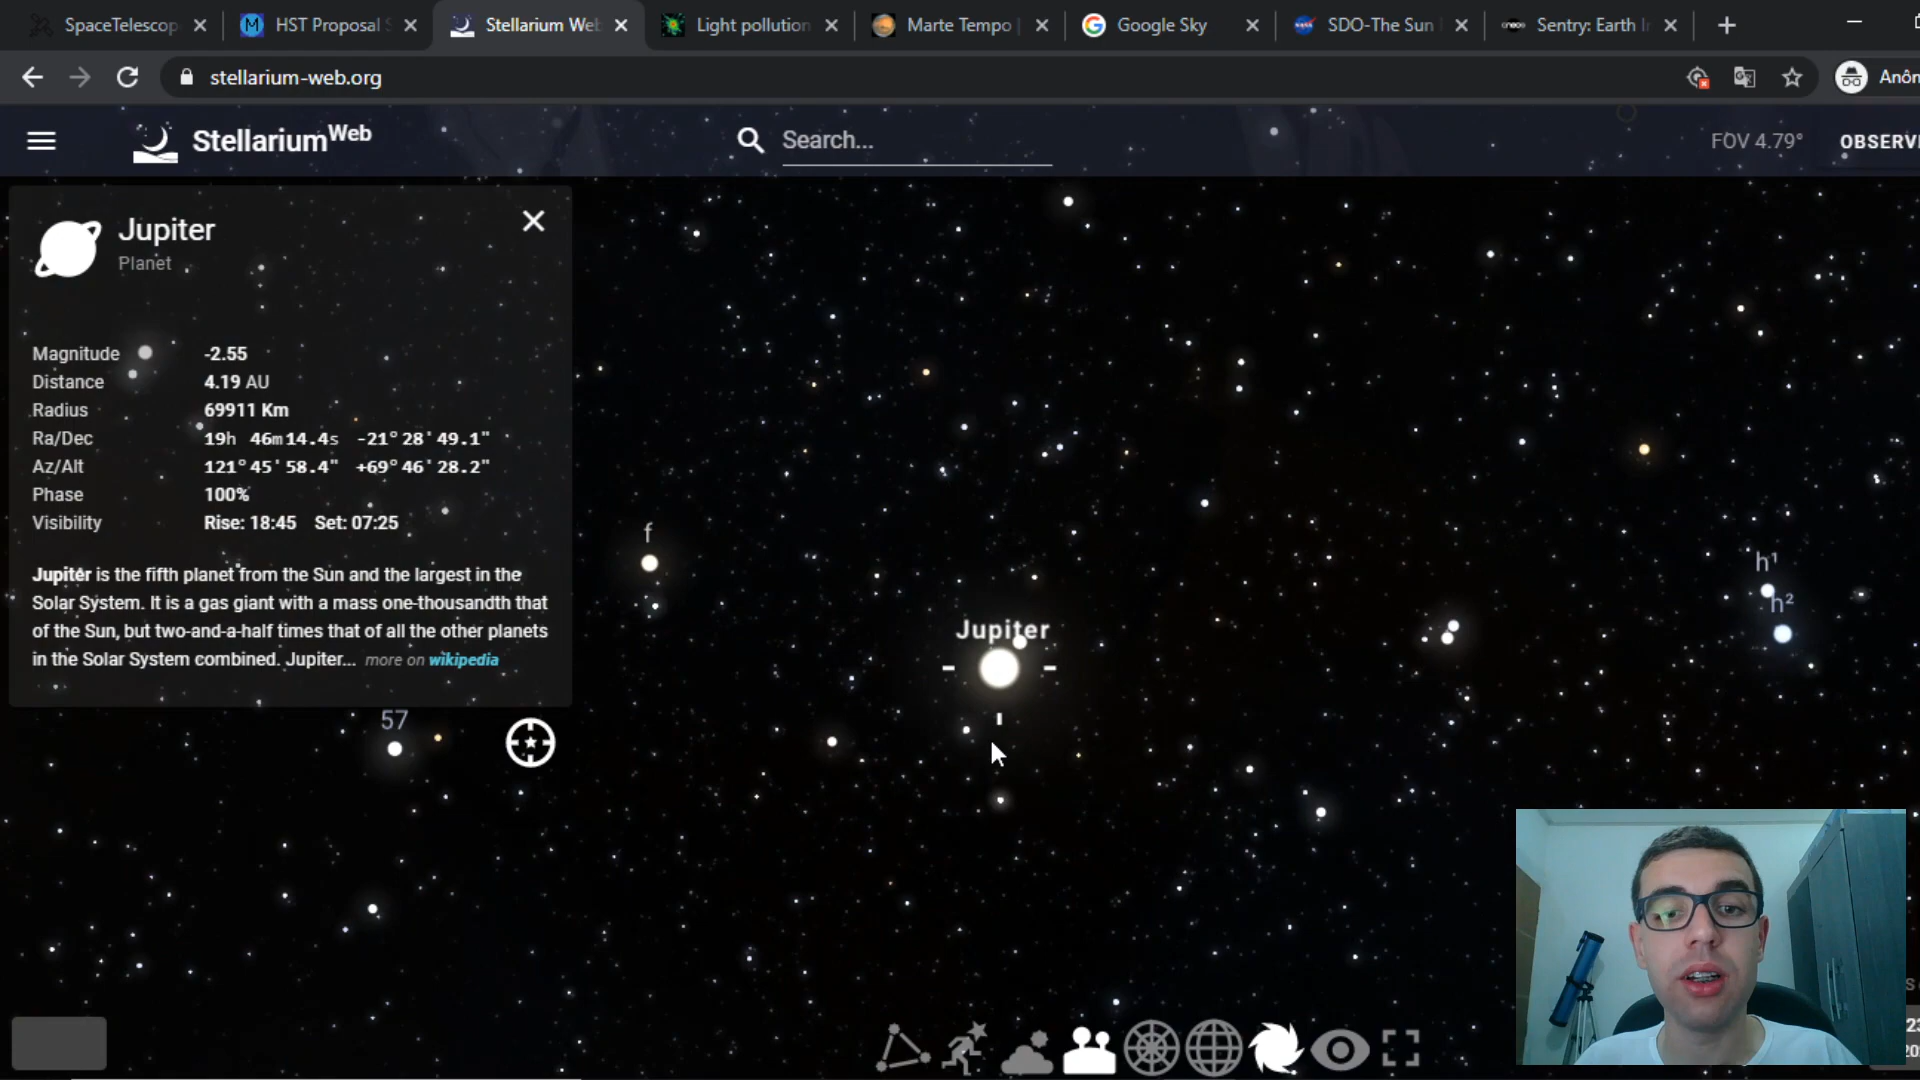 SpaceTelescop
HST Proposal
Stellarium Web
Light pollution
Marte Tempo
Google Sky
SDO-The Sun
Sentry: Earth I
stellarium-web.org
Anôn
StellariumWeb
Search...
FOV 4.79°
OBSERV
Jupiter
Planet
Magnitude -2.55
Distance 4.19 AU
Radius 69911 Km
Ra/Dec 19h 46m14.4s -21°28'49.1"
Az/Alt 121°45'58.4" +69°46'28.2"
Phase 100%
Visibility Rise: 18:45 Set: 07:25
Jupiter is the fifth planet from the Sun and the largest in the
Solar System. It is a gas giant with a mass one-thousandth that
of the Sun, but two-and-a-half times that of all the other planets
in the Solar System combined. Jupiter... more on wikipedia
f
h¹
h²
Jupiter
57